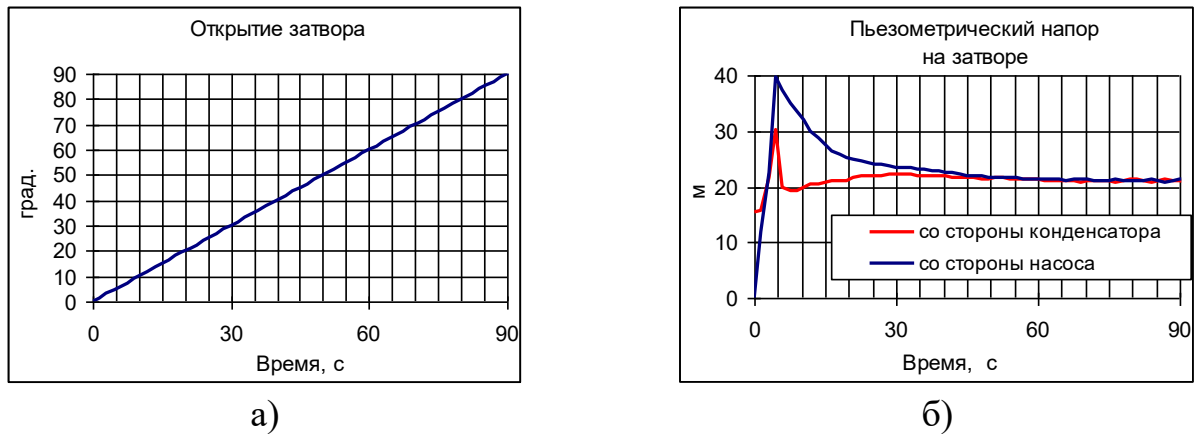 Открытие затвора
90
80
70
60
50
40
30
20
10
0
град.
0 30 60 90
Время, с
а)
Пьезометрический напор
на затворе
40
30
20
10
0
м
со стороны конденсатора
со стороны насоса
0 30 60 90
Время, с
б)